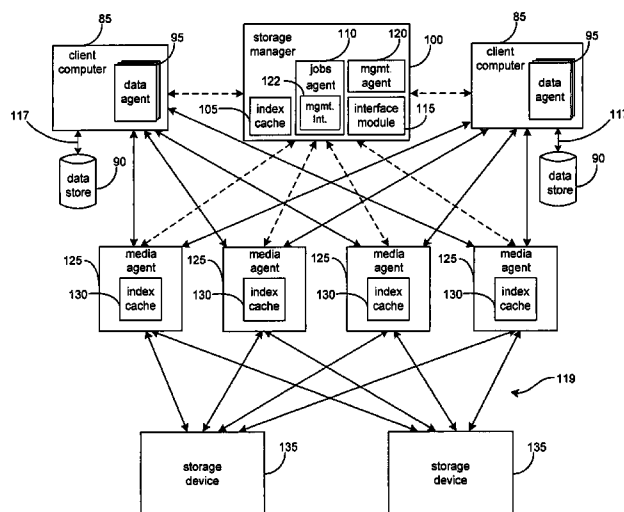 85
95
client
computer
data
agent
117
90
data
store
storage
manager
110
120
100
jobs
agent
mgmt.
agent
122
mgmt.
Int.
105
index
cache
interface
module
115
85
95
client
computer
data
agent
117
90
data
store
media
agent
125
130
index
cache
media
agent
125
130
index
cache
media
agent
125
130
index
cache
media
agent
125
130
index
cache
119
storage
device
135
storage
device
135